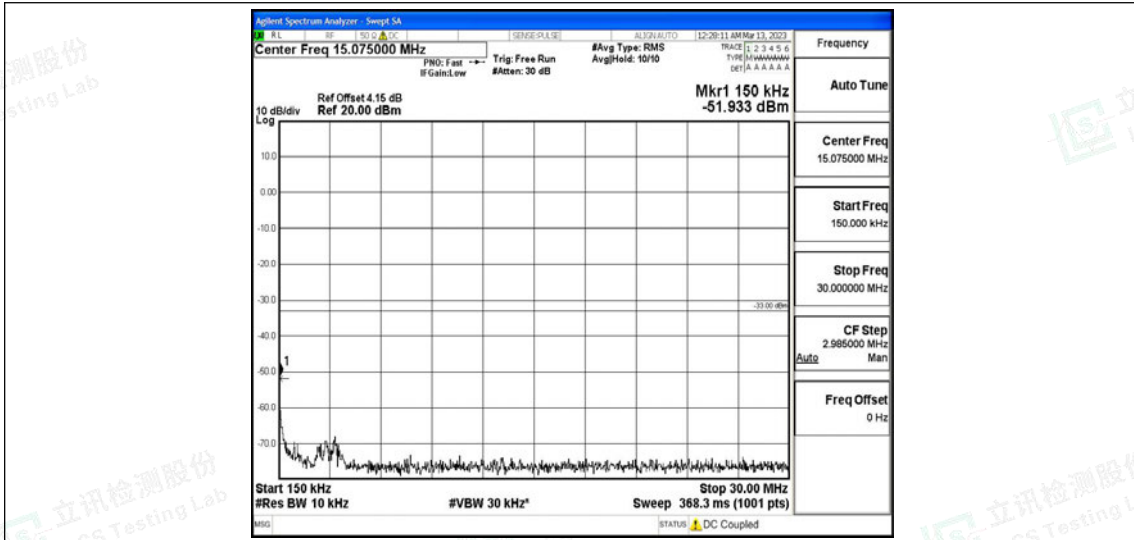 Agilent Spectrum Analyzer - Swept SA
RL RF 50 Ω DC SENSE:PULSE ALIGN AUTO 12:28:11 AM Mar 13, 2023
Center Freq 15.075000 MHz
PNO: Fast
IFGain:Low
Trig: Free Run
#Atten: 30 dB
#Avg Type: RMS
Avg|Hold: 10/10
TRACE 1 2 3 4 5 6
TYPE M WWWWW
DET A A A A A A
Frequency
Auto Tune
Mkr1 150 kHz
-51.933 dBm
Ref Offset 4.15 dB
10 dB/div Ref 20.00 dBm
Log
10.0
0.00
-10.0
-20.0
-30.0
-33.00 dBm
-40.0
1
-50.0
-60.0
-70.0
Center Freq
15.075000 MHz
Start Freq
150.000 kHz
Stop Freq
30.000000 MHz
CF Step
2.985000 MHz
Auto Man
Freq Offset
0 Hz
Start 150 kHz Stop 30.00 MHz
#Res BW 10 kHz #VBW 30 kHz* Sweep 368.3 ms (1001 pts)
MSG STATUS DC Coupled
立讯检测股份
LCS Testing Lab